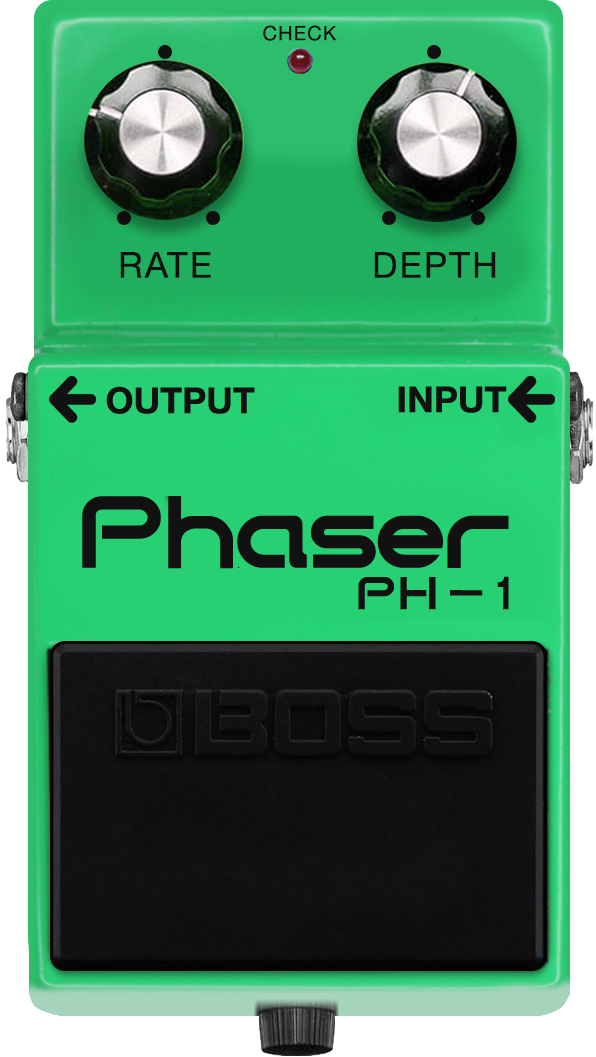 CHECK
RATE DEPTH
OUTPUT INPUT
Phaser
PH-1
BOSS